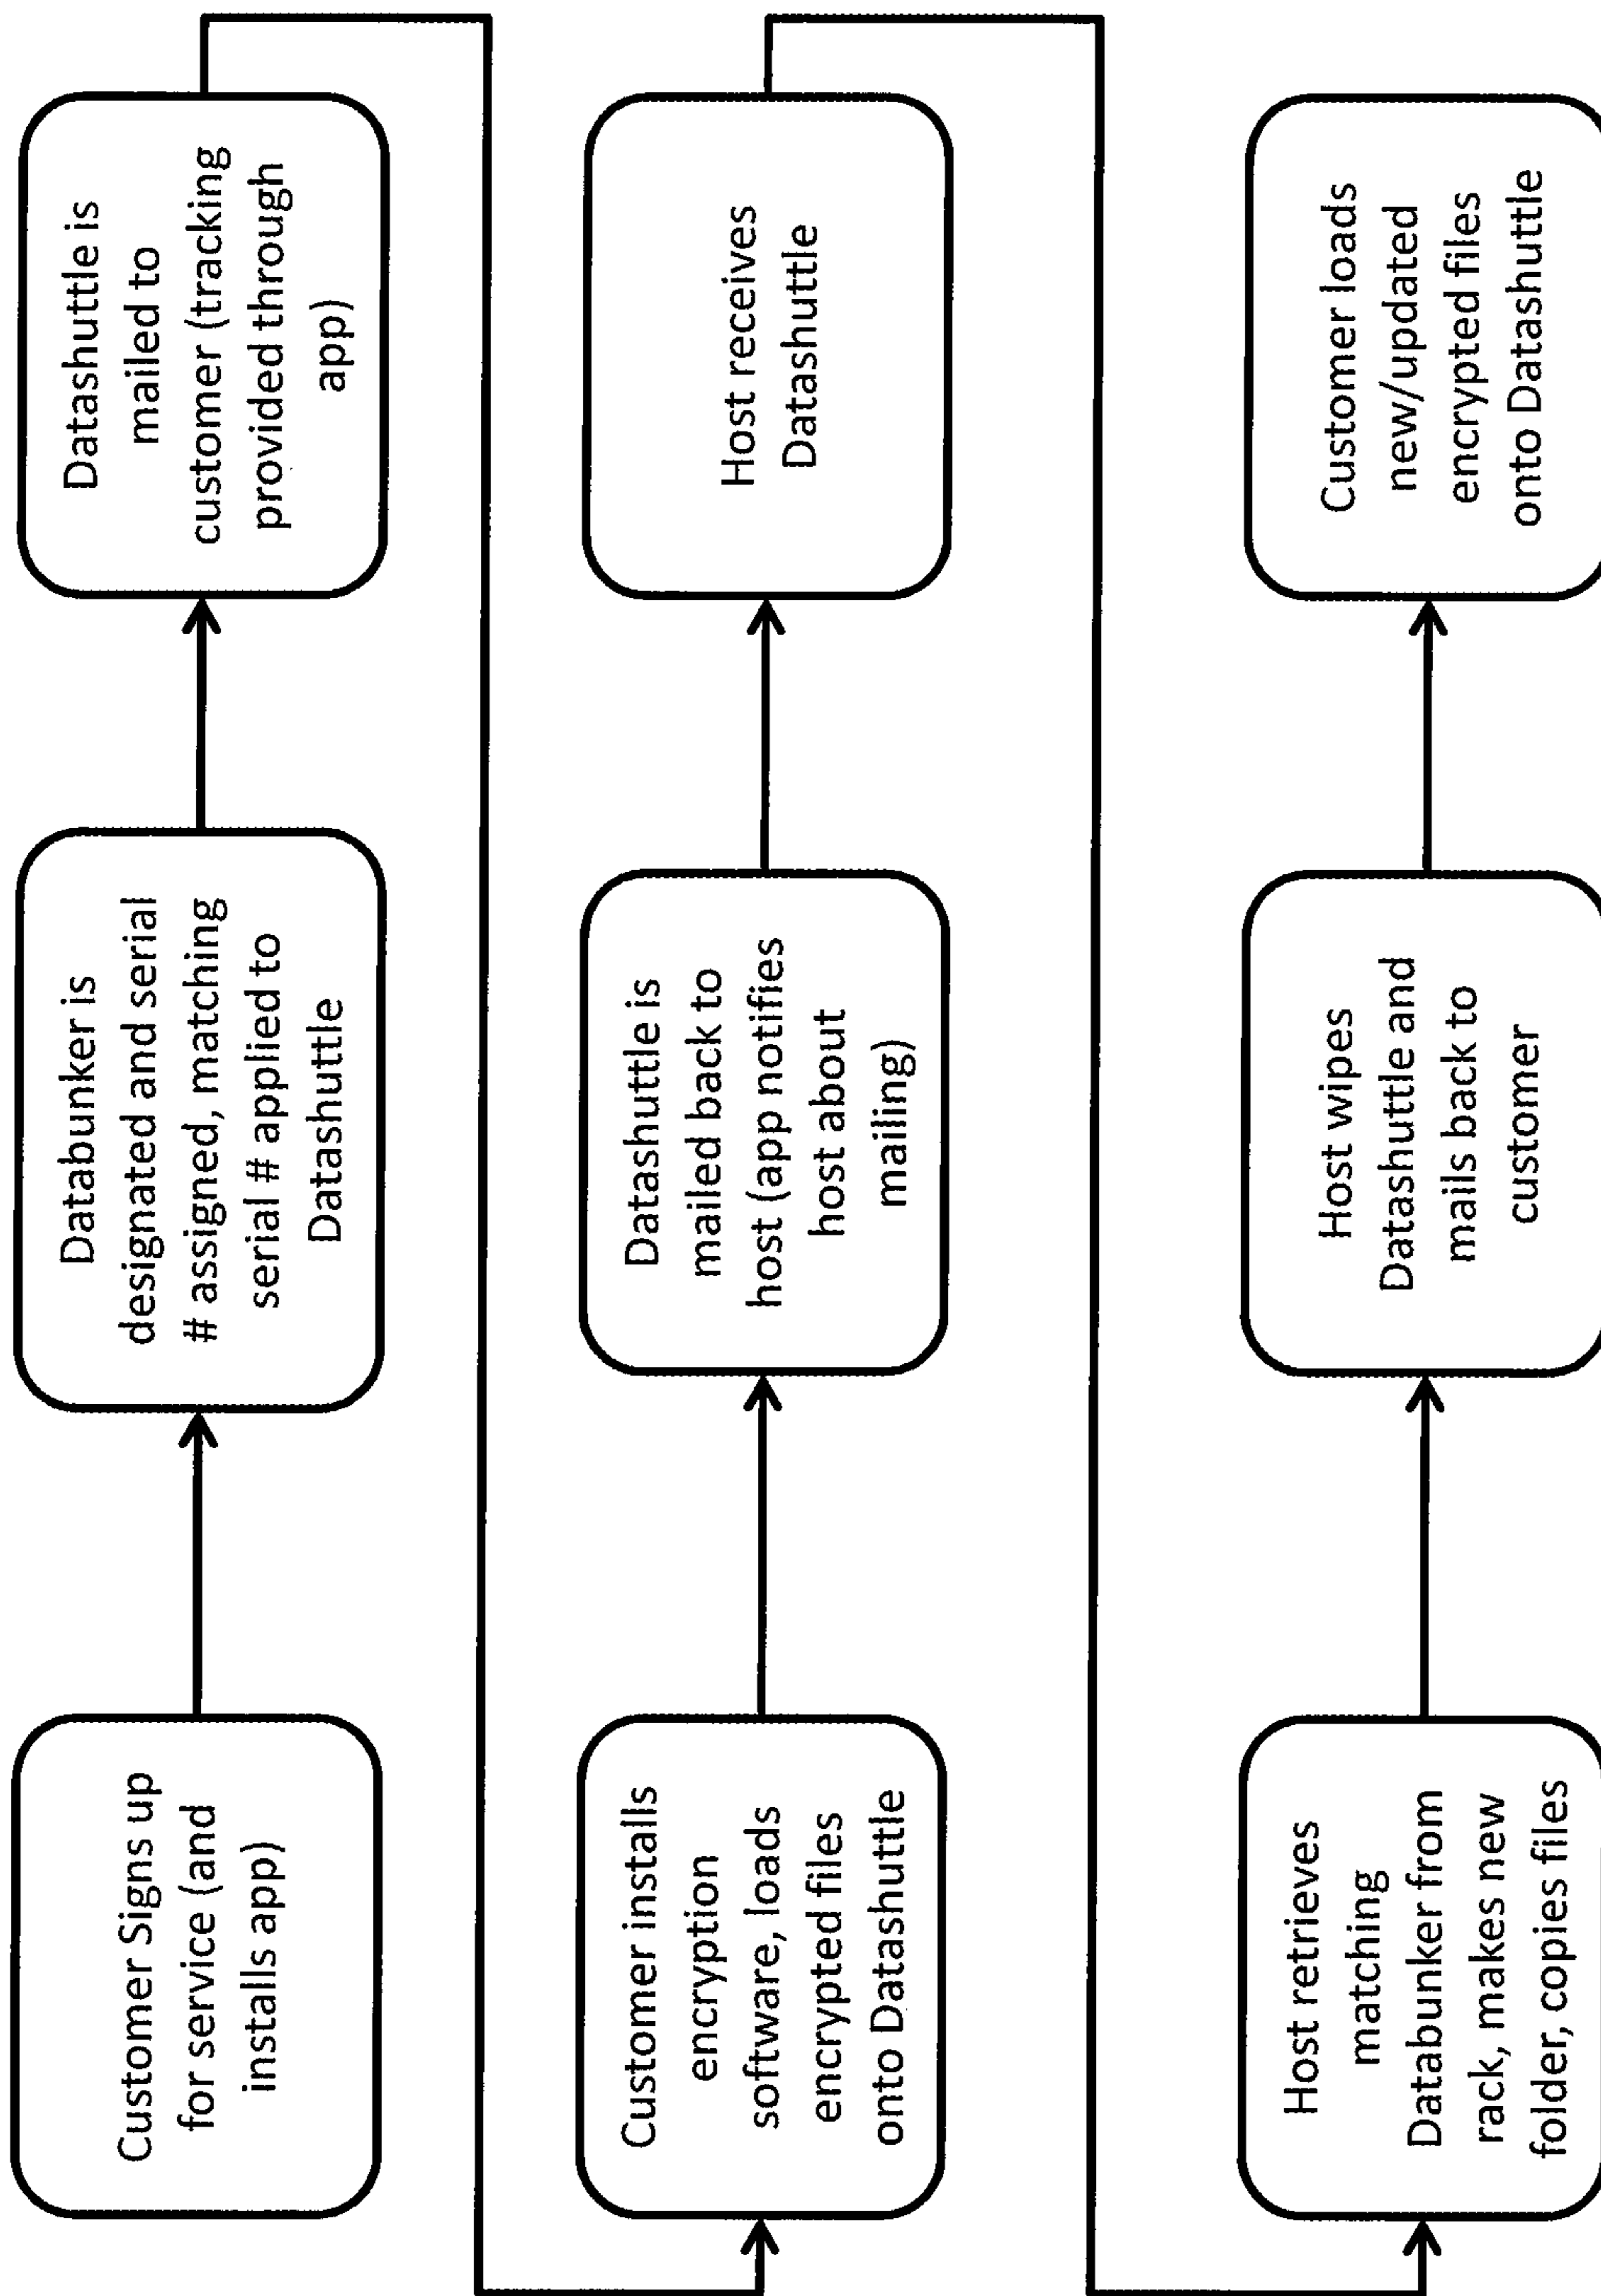 Customer Signs up
for service (and
installs app)
Databunker is
designated and serial
# assigned, matching
serial # applied to
Datashuttle
Datashuttle is
mailed to
customer (tracking
provided through
app)
Customer installs
encryption
software, loads
encrypted files
onto Datashuttle
Datashuttle is
mailed back to
host (app notifies
host about
mailing)
Host receives
Datashuttle
Host retrieves
matching
Databunker from
rack, makes new
folder, copies files
Host wipes
Datashuttle and
mails back to
customer
Customer loads
new/updated
encrypted files
onto Datashuttle